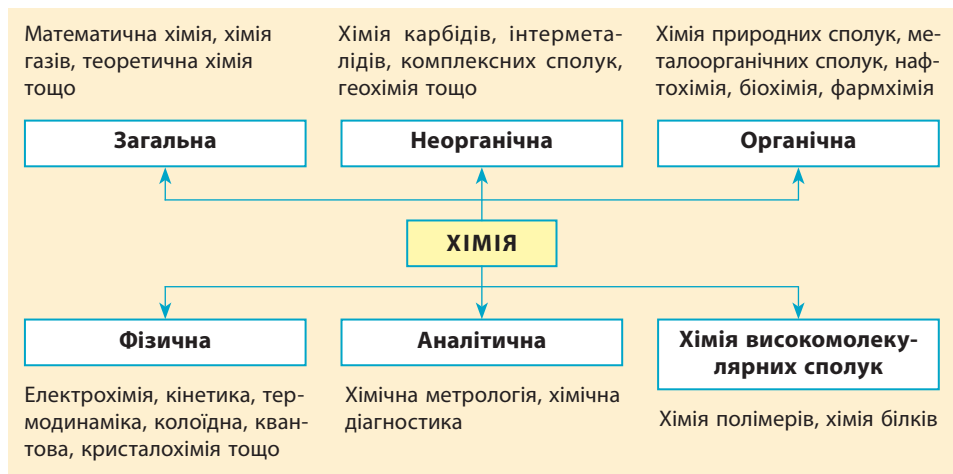 Математична хімія, хімія
газів, теоретична хімія
тощо
Хімія карбідів, інтермета-
лідів, комплексних сполук,
геохімія тощо
Хімія природних сполук, ме-
талоорганічних сполук, наф-
тохімія, біохімія, фармхімія
Загальна
Неорганічна
Органічна
ХІМІЯ
Фізична
Аналітична
Хімія високомолеку-
лярних сполук
Електрохімія, кінетика, тер-
модинаміка, колоїдна, кван-
това, кристалохімія тощо
Хімічна метрологія, хімічна
діагностика
Хімія полімерів, хімія білків